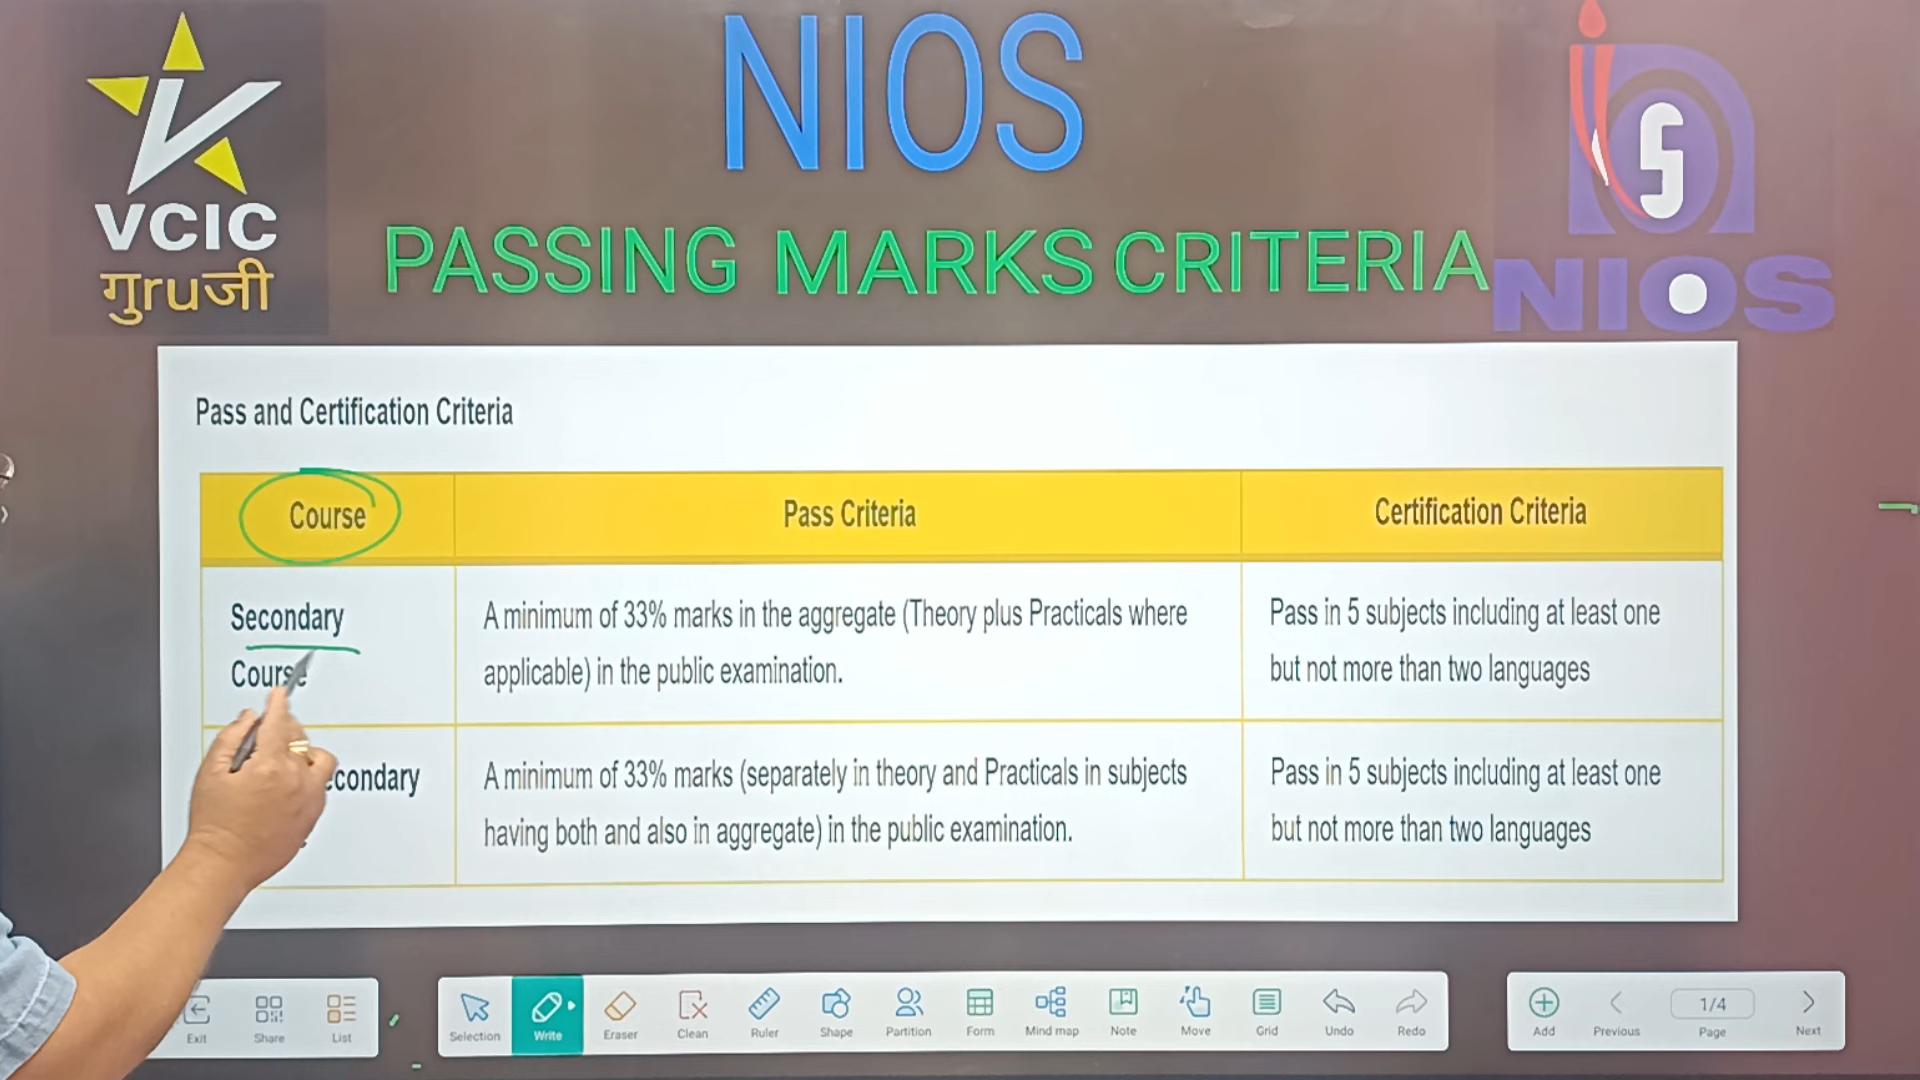 NIOS
VCIC
गुruजी
PASSING MARKS CRITERIA
NIOS
Pass and Certification Criteria
Course
Pass Criteria
Certification Criteria
Secondary
Course
A minimum of 33% marks in the aggregate (Theory plus Practicals where
applicable) in the public examination.
Pass in 5 subjects including at least one
but not more than two languages
condary
A minimum of 33% marks (separately in theory and Practicals in subjects
having both and also in aggregate) in the public examination.
Pass in 5 subjects including at least one
but not more than two languages
Exit
Share
List
Selection
Write
Eraser
Clean
Ruler
Shape
Partition
Form
Mind map
Note
Move
Grid
Undo
Redo
Add
Previous
1/4
Page
Next